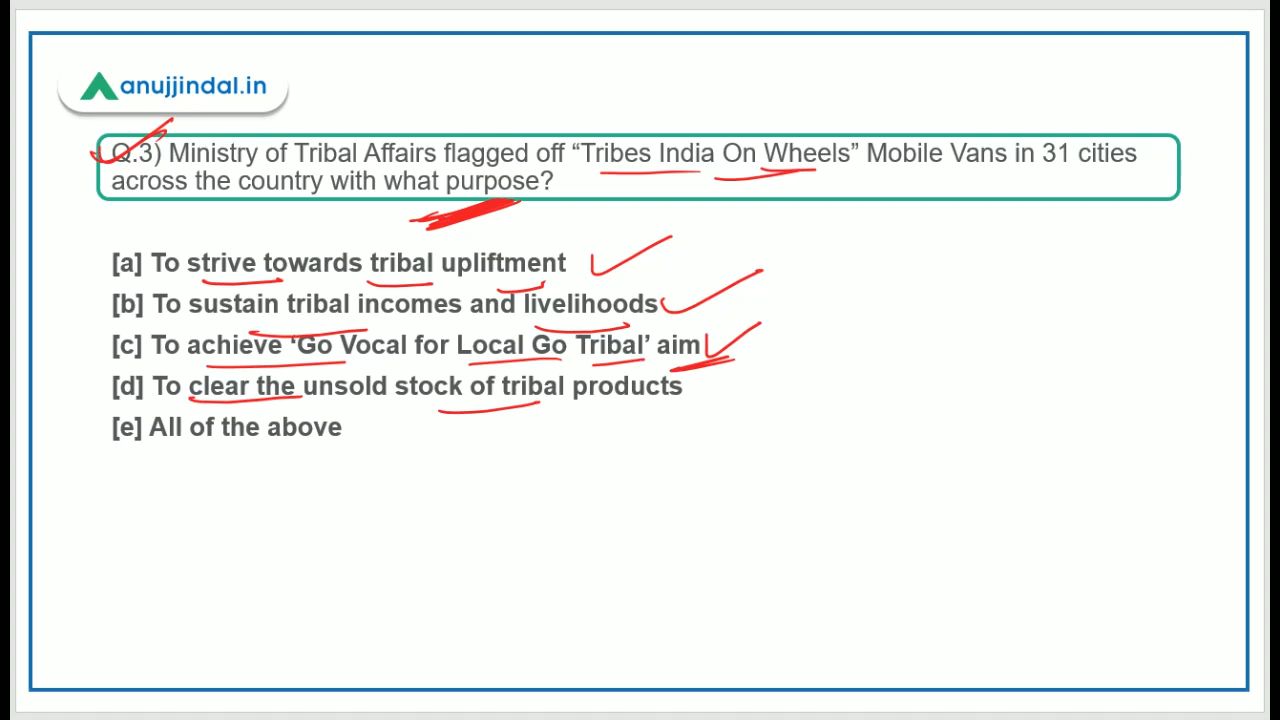 anujjindal.in
Q.3) Ministry of Tribal Affairs flagged off “Tribes India On Wheels” Mobile Vans in 31 cities
across the country with what purpose?
[a] To strive towards tribal upliftment
[b] To sustain tribal incomes and livelihoods
[c] To achieve ‘Go Vocal for Local Go Tribal’ aim
[d] To clear the unsold stock of tribal products
[e] All of the above